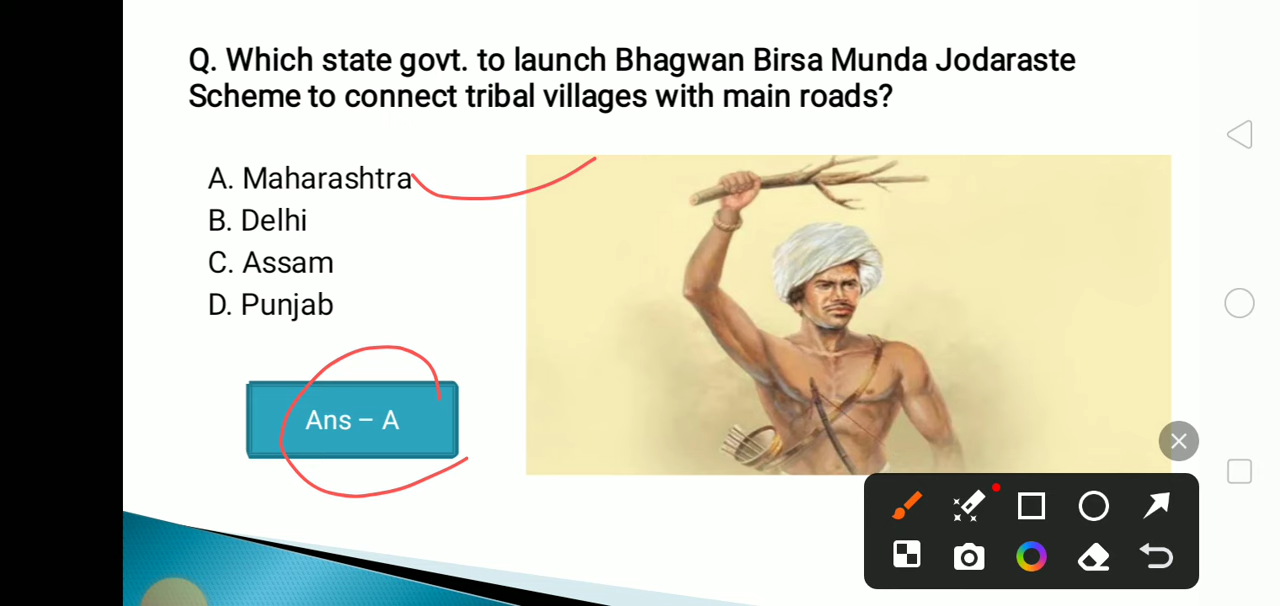 Q. Which state govt. to launch Bhagwan Birsa Munda Jodaraste
Scheme to connect tribal villages with main roads?
A. Maharashtra
B. Delhi
C. Assam
D. Punjab
Ans – A